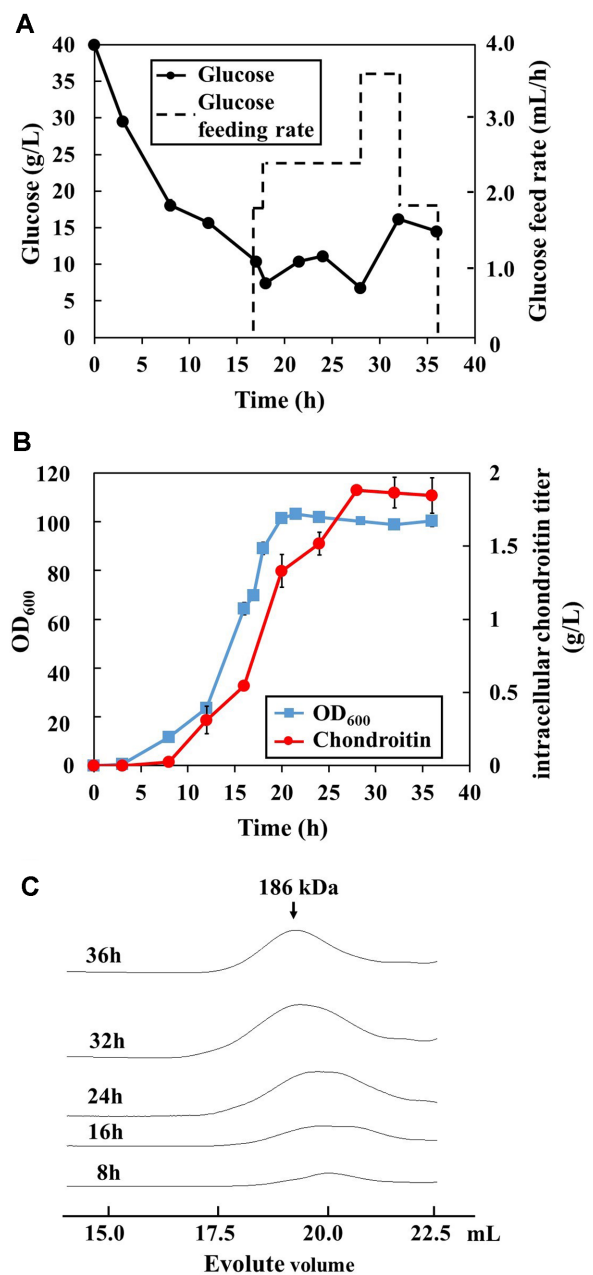 A
40
35
30
25
20
15
10
5
0
Glucose (g/L)
Glucose
Glucose
feeding rate
4.0
3.0
2.0
1.0
0
Glucose feed rate (mL/h)
0 5 10 15 20 25 30 35 40
Time (h)
B
120
100
80
60
40
20
0
OD600
OD600
Chondroitin
2
1.5
1
0.5
0
intracellular chondroitin titer
(g/L)
0 5 10 15 20 25 30 35 40
Time (h)
C
186 kDa
36h
32h
24h
16h
8h
15.0 17.5 20.0 22.5 mL
Evolute volume